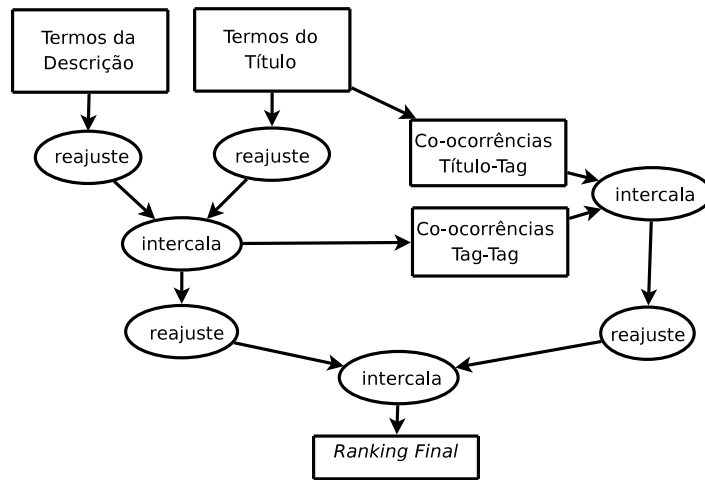 Termos da
Descrição
Termos do
Título
reajuste
reajuste
Co-ocorrências
Título-Tag
intercala
intercala
Co-ocorrências
Tag-Tag
reajuste
reajuste
intercala
Ranking Final